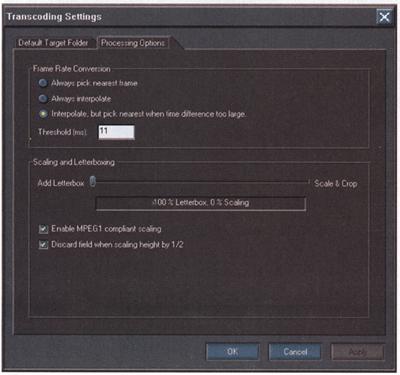 Transcoding Settings
Default Target Folder
Processing Options
Frame Rate Conversion
Always pick nearest frame
Always interpolate
Interpolate, but pick nearest when time difference too large.
Threshold (ms): 11
Scaling and Letterboxing
Add Letterbox
Scale & Crop
100 % Letterbox, 0 % Scaling
Enable MPEG1 compliant scaling
Discard field when scaling height by 1/2
OK
Cancel
Apply